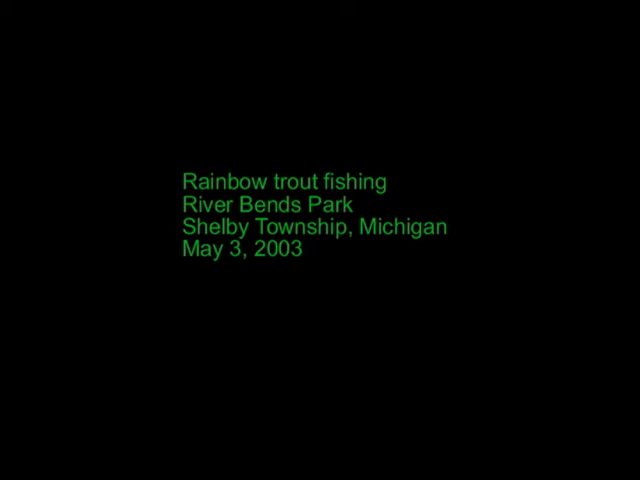 Rainbow trout fishing
River Bends Park
Shelby Township, Michigan
May 3, 2003